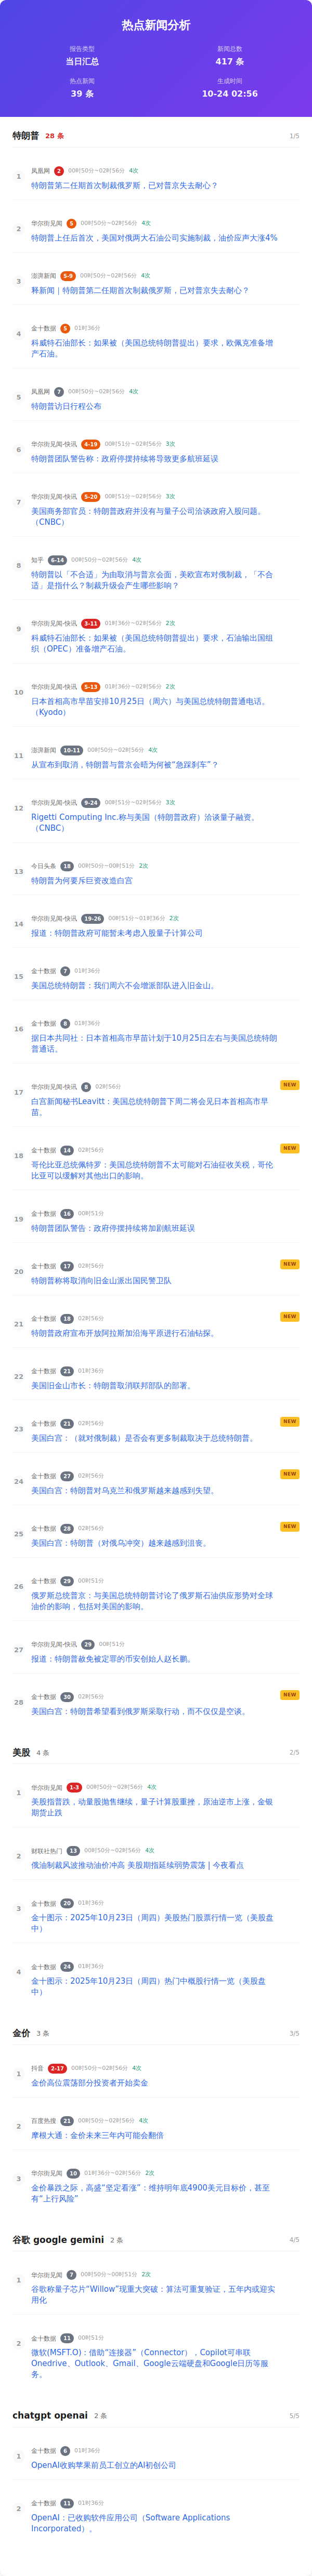 热点新闻分析
报告类型
当日汇总
新闻总数
417 条
热点新闻
39 条
生成时间
10-24 02:56
特朗普 28 条 1/5
1
凤凰网 2 00时50分~02时56分 4次
特朗普第二任期首次制裁俄罗斯，已对普京失去耐心？
2
华尔街见闻 5 00时50分~02时56分 4次
特朗普上任后首次，美国对俄两大石油公司实施制裁，油价应声大涨4%
3
澎湃新闻 5-9 00时50分~02时56分 4次
释新闻｜特朗普第二任期首次制裁俄罗斯，已对普京失去耐心？
4
金十数据 5 01时36分
科威特石油部长：如果被（美国总统特朗普提出）要求，欧佩克准备增
产石油。
5
凤凰网 7 00时50分~02时56分 4次
特朗普访日行程公布
6
华尔街见闻-快讯 4-19 00时51分~02时56分 3次
特朗普团队警告称：政府停摆持续将导致更多航班延误
7
华尔街见闻-快讯 5-20 00时51分~02时56分 3次
美国商务部官员：特朗普政府并没有与量子公司洽谈政府入股问题。
（CNBC）
8
知乎 6-14 00时50分~02时56分 4次
特朗普以「不合适」为由取消与普京会面，美欧宣布对俄制裁，「不合
适」是指什么？制裁升级会产生哪些影响？
9
华尔街见闻-快讯 3-11 01时36分~02时56分 2次
科威特石油部长：如果被（美国总统特朗普提出）要求，石油输出国组
织（OPEC）准备增产石油。
10
华尔街见闻-快讯 5-13 01时36分~02时56分 2次
日本首相高市早苗安排10月25日（周六）与美国总统特朗普通电话。
（Kyodo）
11
澎湃新闻 10-11 00时50分~02时56分 4次
从宣布到取消，特朗普与普京会晤为何被“急踩刹车”？
12
华尔街见闻-快讯 9-24 00时51分~02时56分 3次
Rigetti Computing Inc.称与美国（特朗普政府）洽谈量子融资。
（CNBC）
13
今日头条 18 00时50分~00时51分 2次
特朗普为何要斥巨资改造白宫
14
华尔街见闻-快讯 19-26 00时51分~01时36分 2次
报道：特朗普政府可能暂未考虑入股量子计算公司
15
金十数据 7 01时36分
美国总统特朗普：我们周六不会增派部队进入旧金山。
16
金十数据 8 01时36分
据日本共同社：日本首相高市早苗计划于10月25日左右与美国总统特朗
普通话。
17
华尔街见闻-快讯 8 02时56分 NEW
白宫新闻秘书Leavitt：美国总统特朗普下周二将会见日本首相高市早
苗。
18
金十数据 14 02时56分 NEW
哥伦比亚总统佩特罗：美国总统特朗普不太可能对石油征收关税，哥伦
比亚可以缓解对其他出口的影响。
19
金十数据 16 00时51分
特朗普团队警告：政府停摆持续将加剧航班延误
20
金十数据 17 02时56分 NEW
特朗普称将取消向旧金山派出国民警卫队
21
金十数据 18 02时56分 NEW
特朗普政府宣布开放阿拉斯加沿海平原进行石油钻探。
22
金十数据 21 01时36分
美国旧金山市长：特朗普取消联邦部队的部署。
23
金十数据 21 02时56分 NEW
美国白宫：（就对俄制裁）是否会有更多制裁取决于总统特朗普。
24
金十数据 27 02时56分 NEW
美国白宫：特朗普对乌克兰和俄罗斯越来越感到失望。
25
金十数据 28 02时56分 NEW
美国白宫：特朗普（对俄乌冲突）越来越感到沮丧。
26
金十数据 29 00时51分
俄罗斯总统普京：与美国总统特朗普讨论了俄罗斯石油供应形势对全球
油价的影响，包括对美国的影响。
27
华尔街见闻-快讯 29 00时51分
报道：特朗普赦免被定罪的币安创始人赵长鹏。
28
金十数据 30 02时56分 NEW
美国白宫：特朗普希望看到俄罗斯采取行动，而不仅仅是空谈。
美股 4 条 2/5
1
华尔街见闻 1-3 00时50分~02时56分 4次
美股指普跌，动量股抛售继续，量子计算股重挫，原油逆市上涨，金银
期货止跌
2
财联社热门 13 00时50分~02时56分 4次
俄油制裁风波推动油价冲高 美股期指延续弱势震荡 | 今夜看点
3
金十数据 20 01时36分
金十图示：2025年10月23日（周四）美股热门股票行情一览（美股盘
中）
4
金十数据 24 01时36分
金十图示：2025年10月23日（周四）热门中概股行情一览（美股盘
中）
金价 3 条 3/5
1
抖音 2-17 00时50分~02时56分 4次
金价高位震荡部分投资者开始卖金
2
百度热搜 21 00时50分~02时56分 4次
摩根大通：金价未来三年内可能会翻倍
3
华尔街见闻 10 01时36分~02时56分 2次
金价暴跌之际，高盛“坚定看涨”：维持明年底4900美元目标价，甚至
有“上行风险”
谷歌 google gemini 2 条 4/5
1
华尔街见闻 7 00时50分~00时51分 2次
谷歌称量子芯片“Willow”现重大突破：算法可重复验证，五年内或迎实
用化
2
金十数据 11 00时51分
微软(MSFT.O)：借助“连接器”（Connector），Copilot可串联
Onedrive、Outlook、Gmail、Google云端硬盘和Google日历等服
务。
chatgpt openai 2 条 5/5
1
金十数据 6 01时36分
OpenAI收购苹果前员工创立的AI初创公司
2
金十数据 11 01时36分
OpenAI：已收购软件应用公司（Software Applications
Incorporated）。